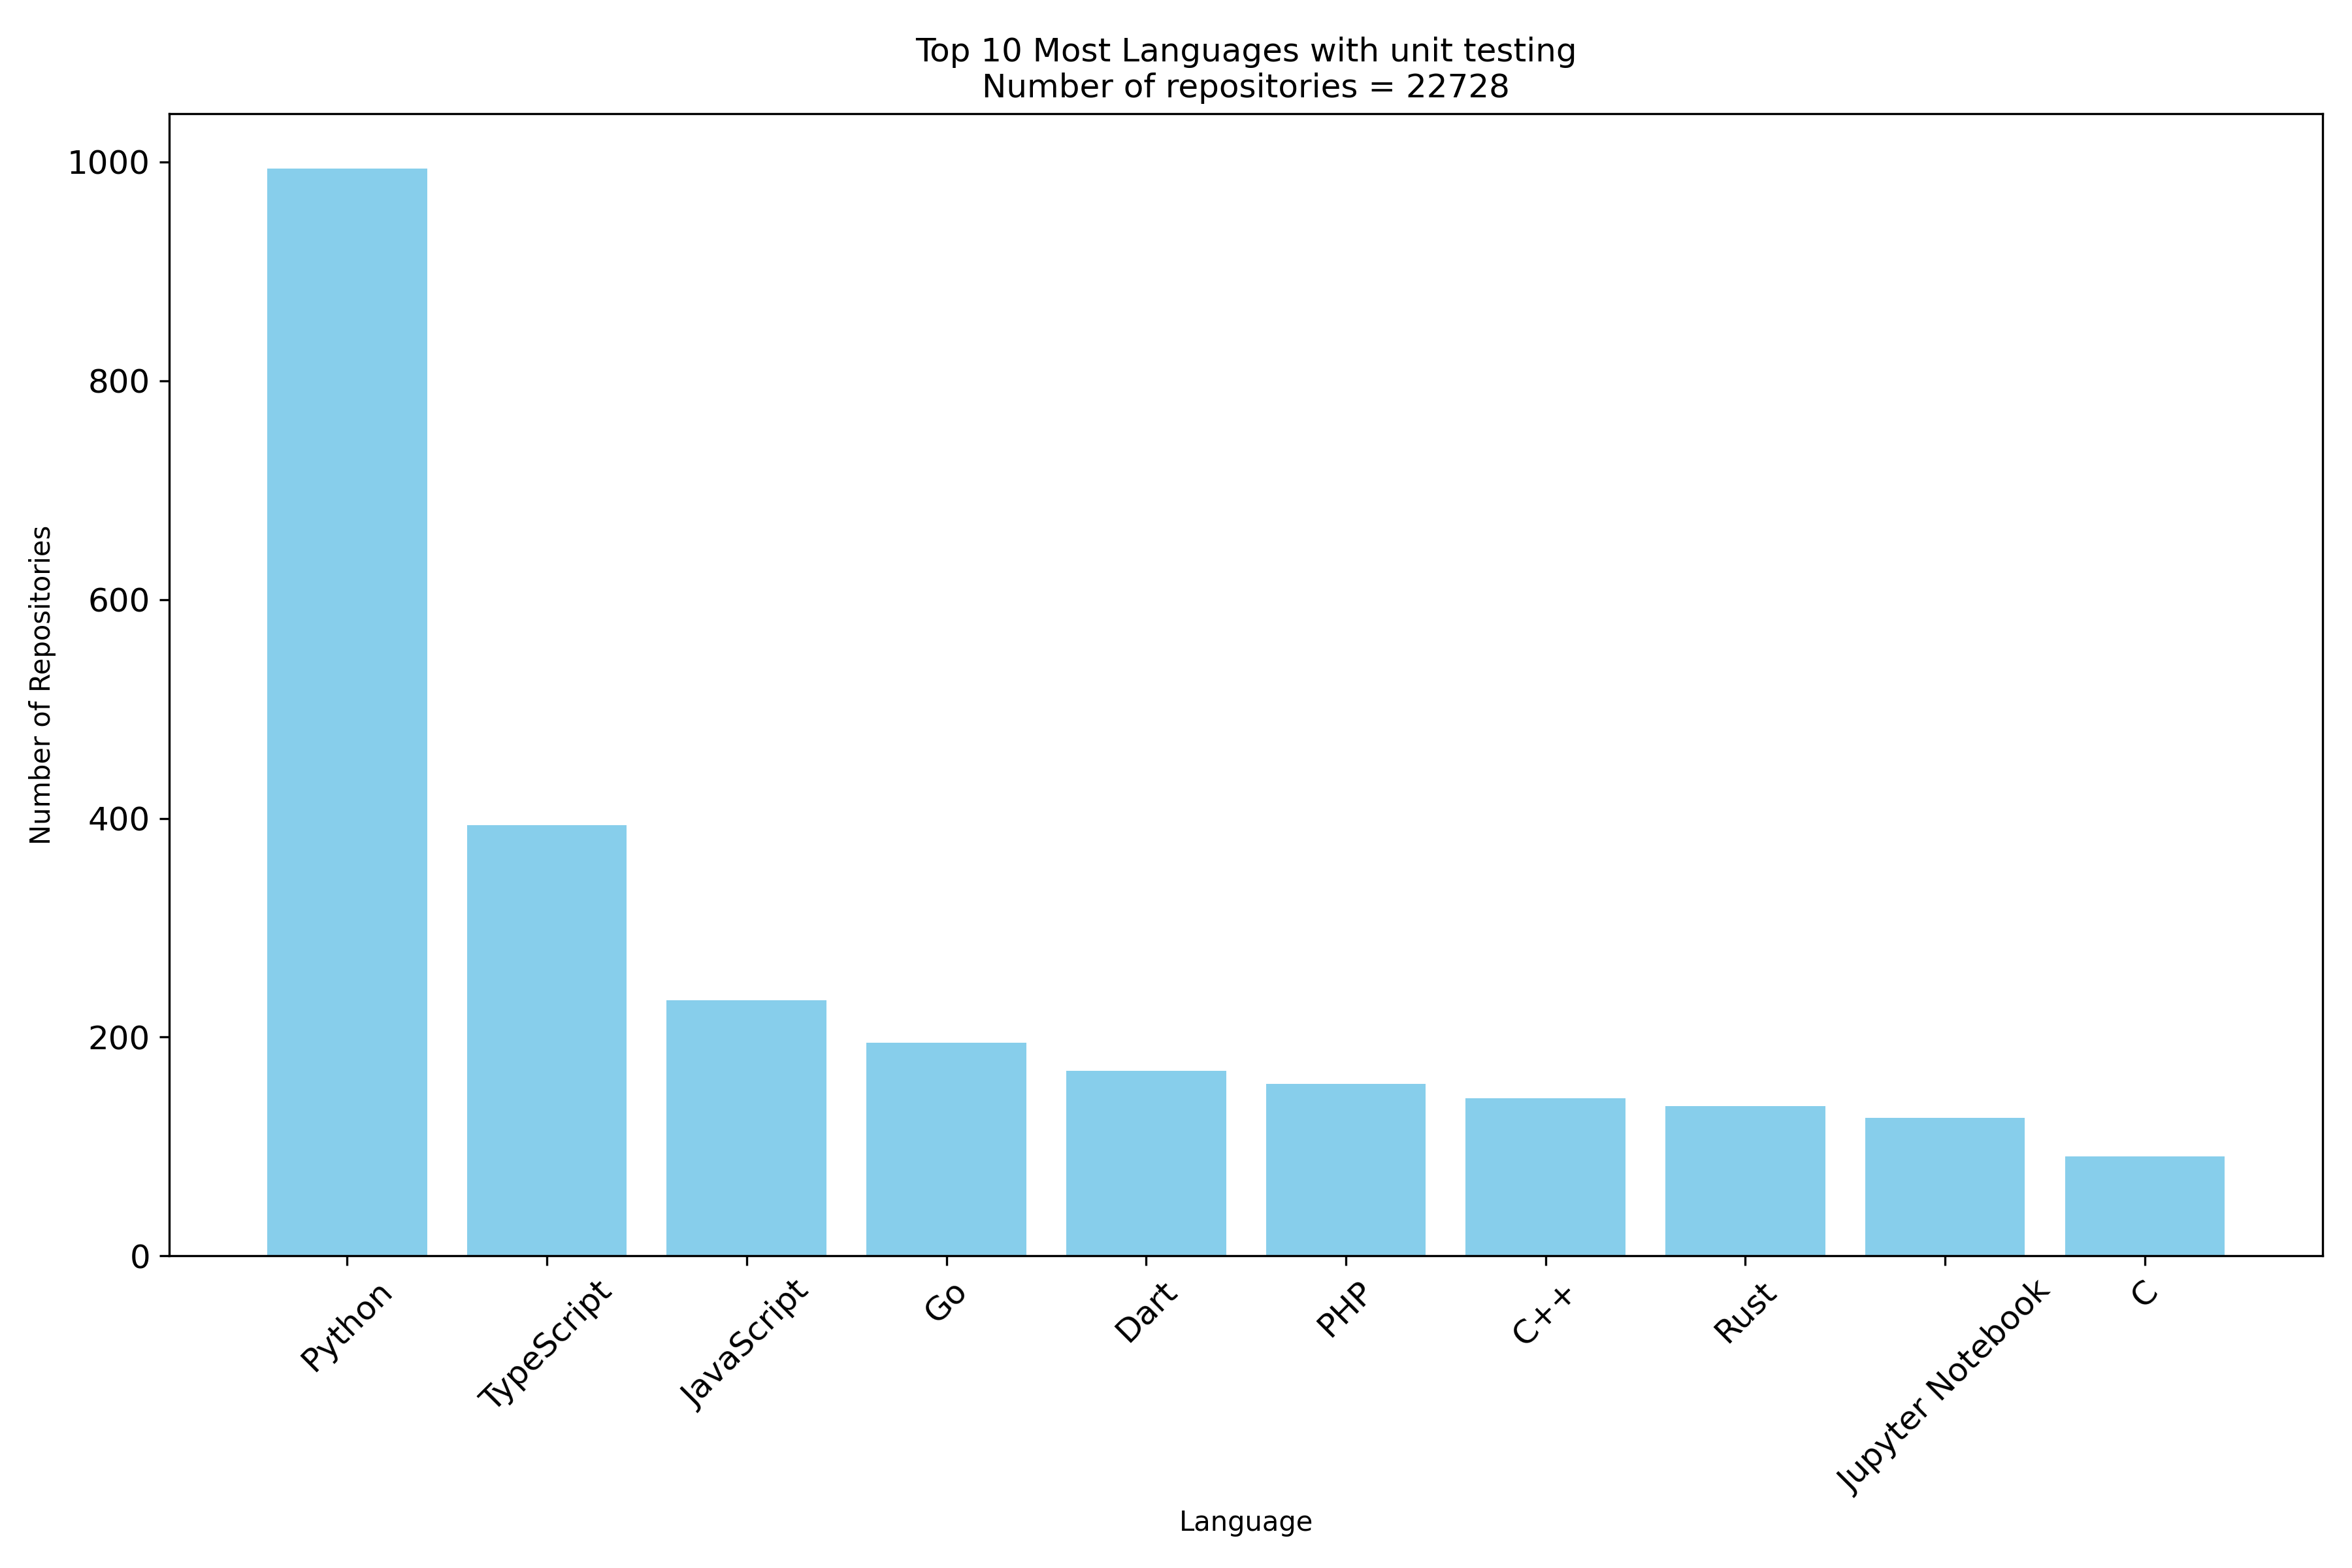 Top 10 Most Languages with unit testing
Number of repositories = 22728
Number of Repositories
1000
800
600
400
200
0
Python
TypeScript
JavaScript
Go
Dart
PHP
C++
Rust
Jupyter Notebook
C
Language